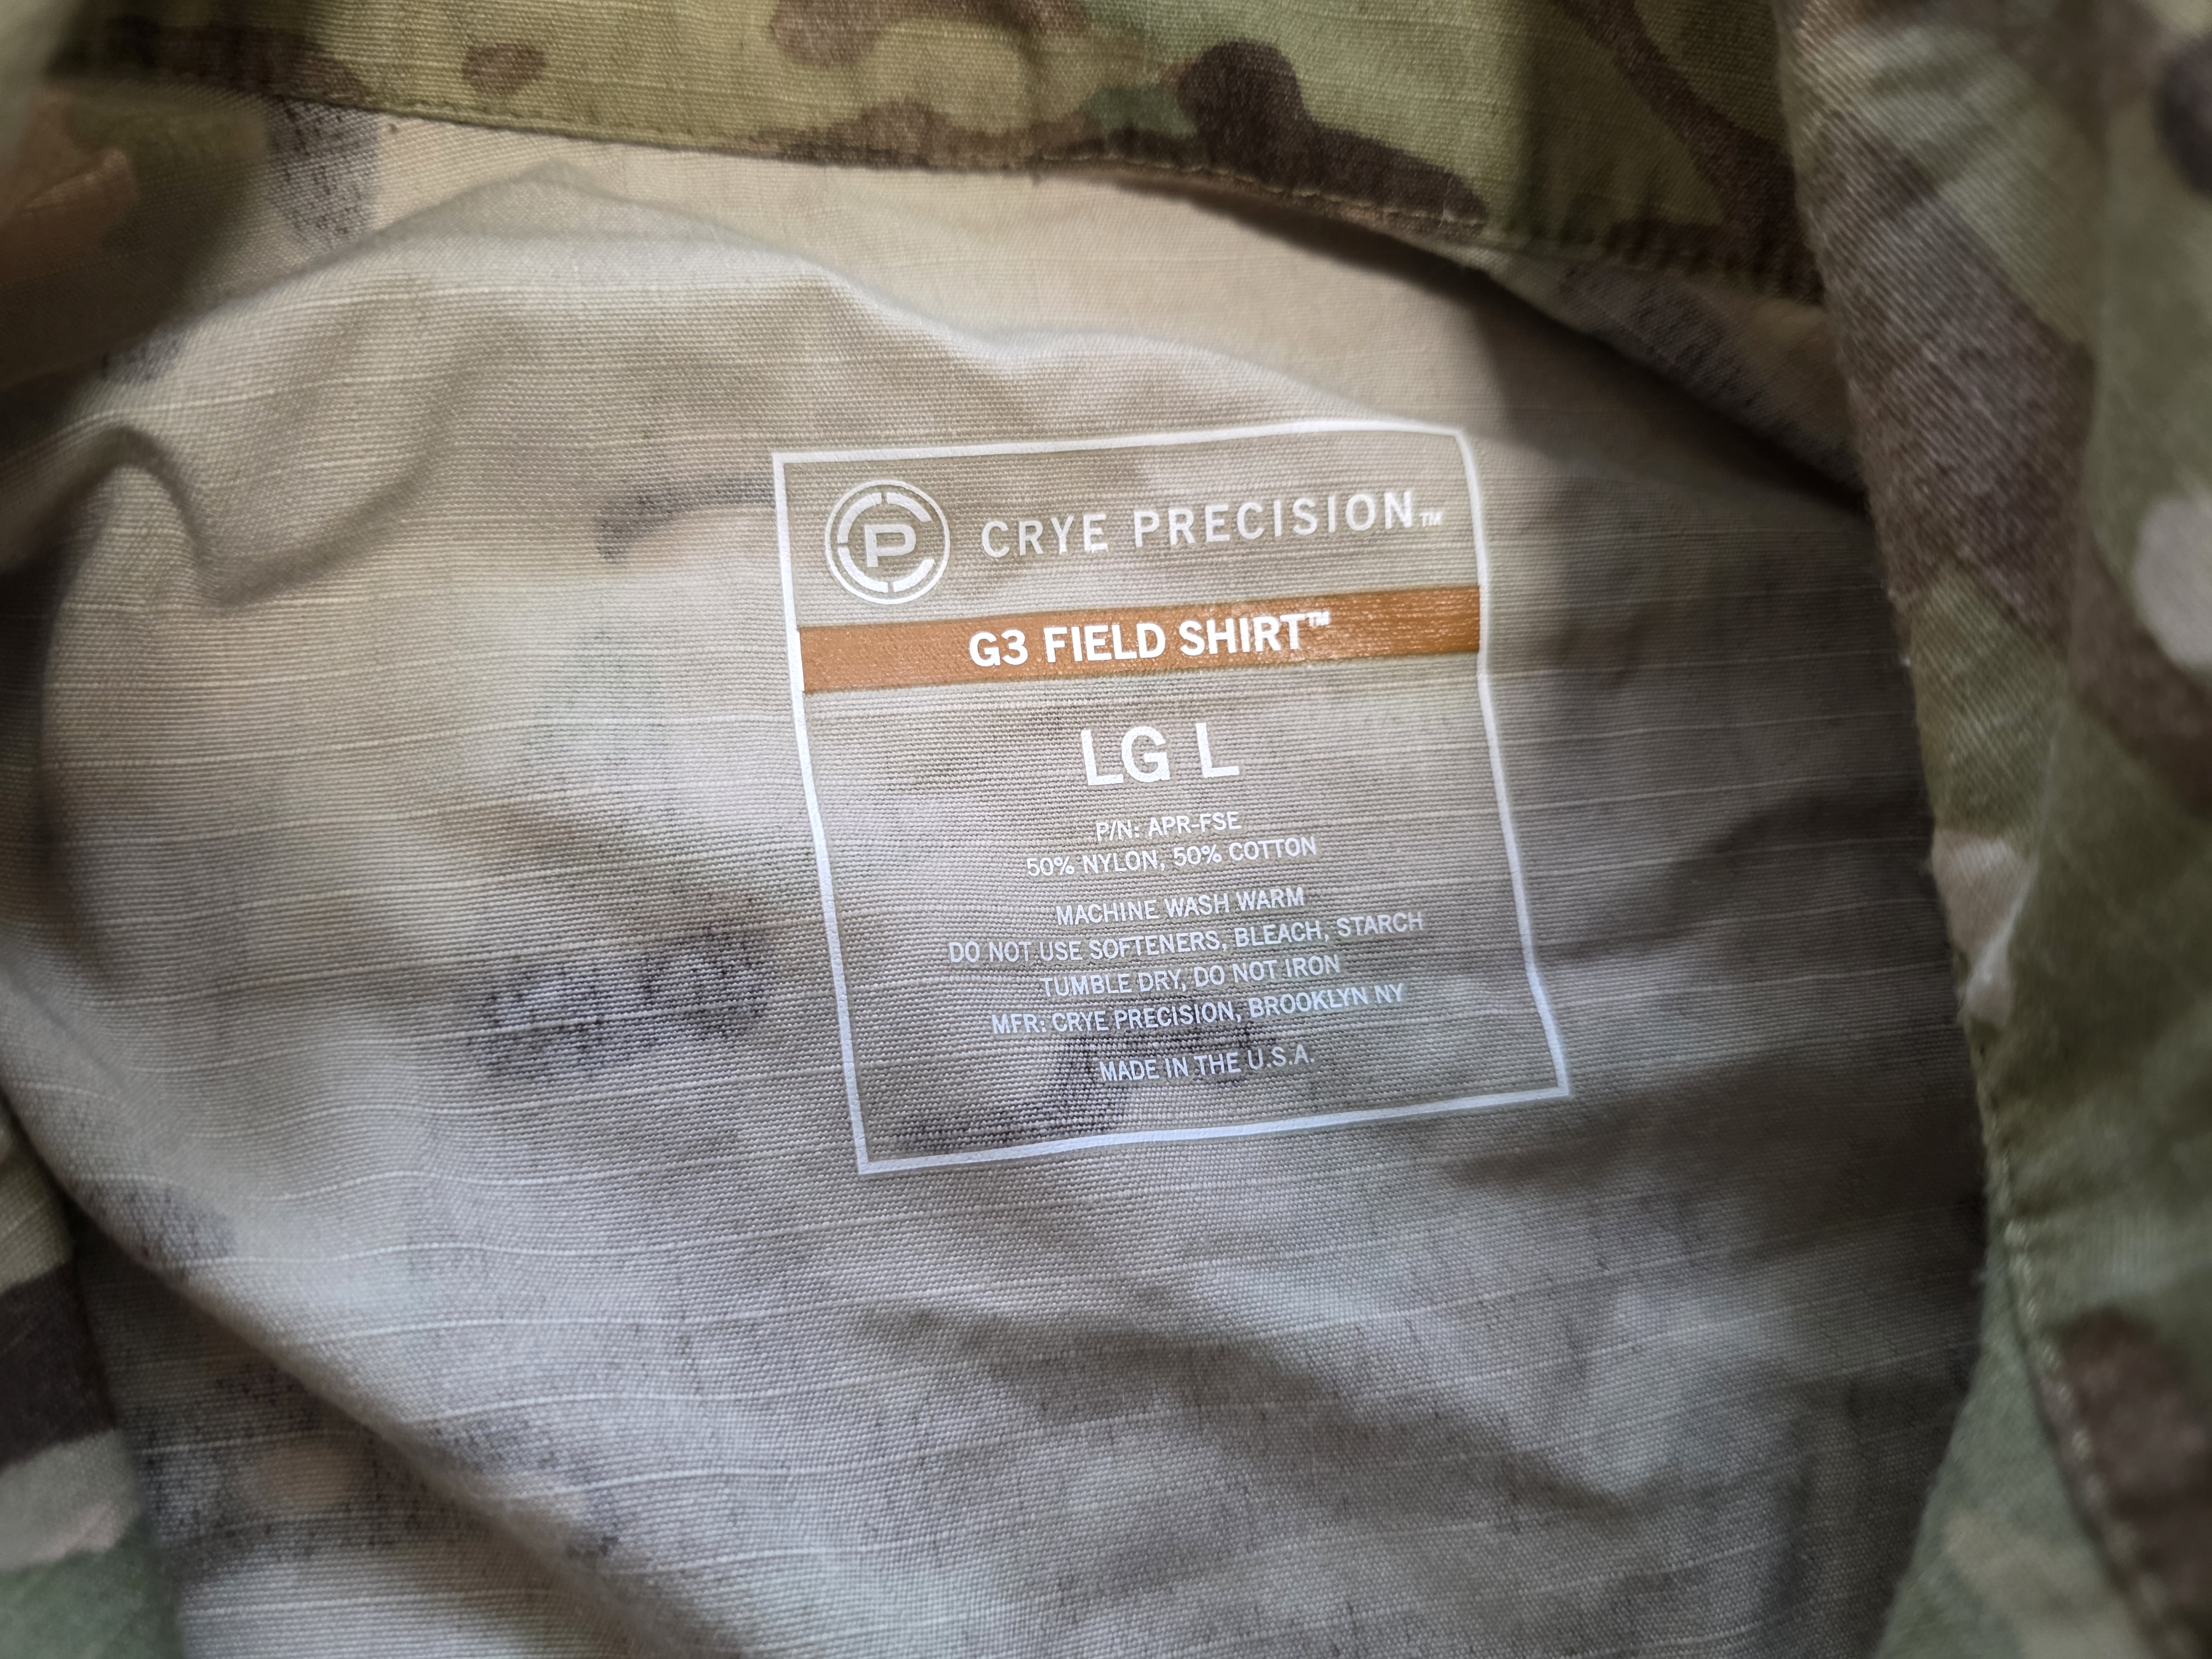 CP
CRYE PRECISION™
G3 FIELD SHIRT™
LG L
P/N: APR-FSE
50% NYLON, 50% COTTON
MACHINE WASH WARM
DO NOT USE SOFTENERS, BLEACH, STARCH
TUMBLE DRY, DO NOT IRON
MFR: CRYE PRECISION, BROOKLYN NY
MADE IN THE U.S.A.